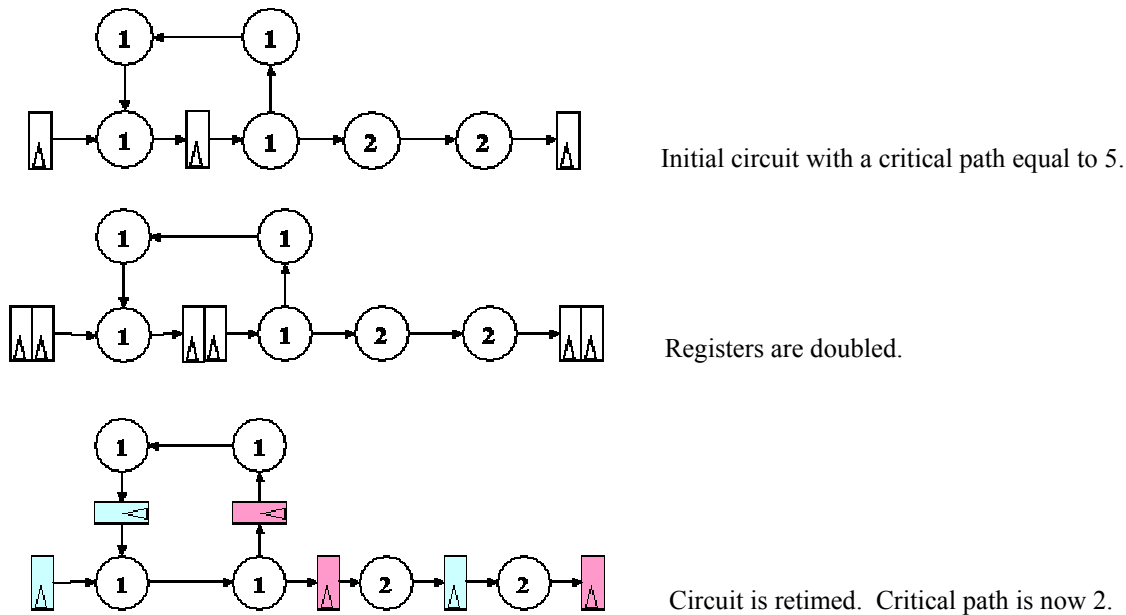 1 1
1 1 2 2
Initial circuit with a critical path equal to 5.
1 1
1 1 2 2
Registers are doubled.
1 1
1 1 2 2
Circuit is retimed. Critical path is now 2.